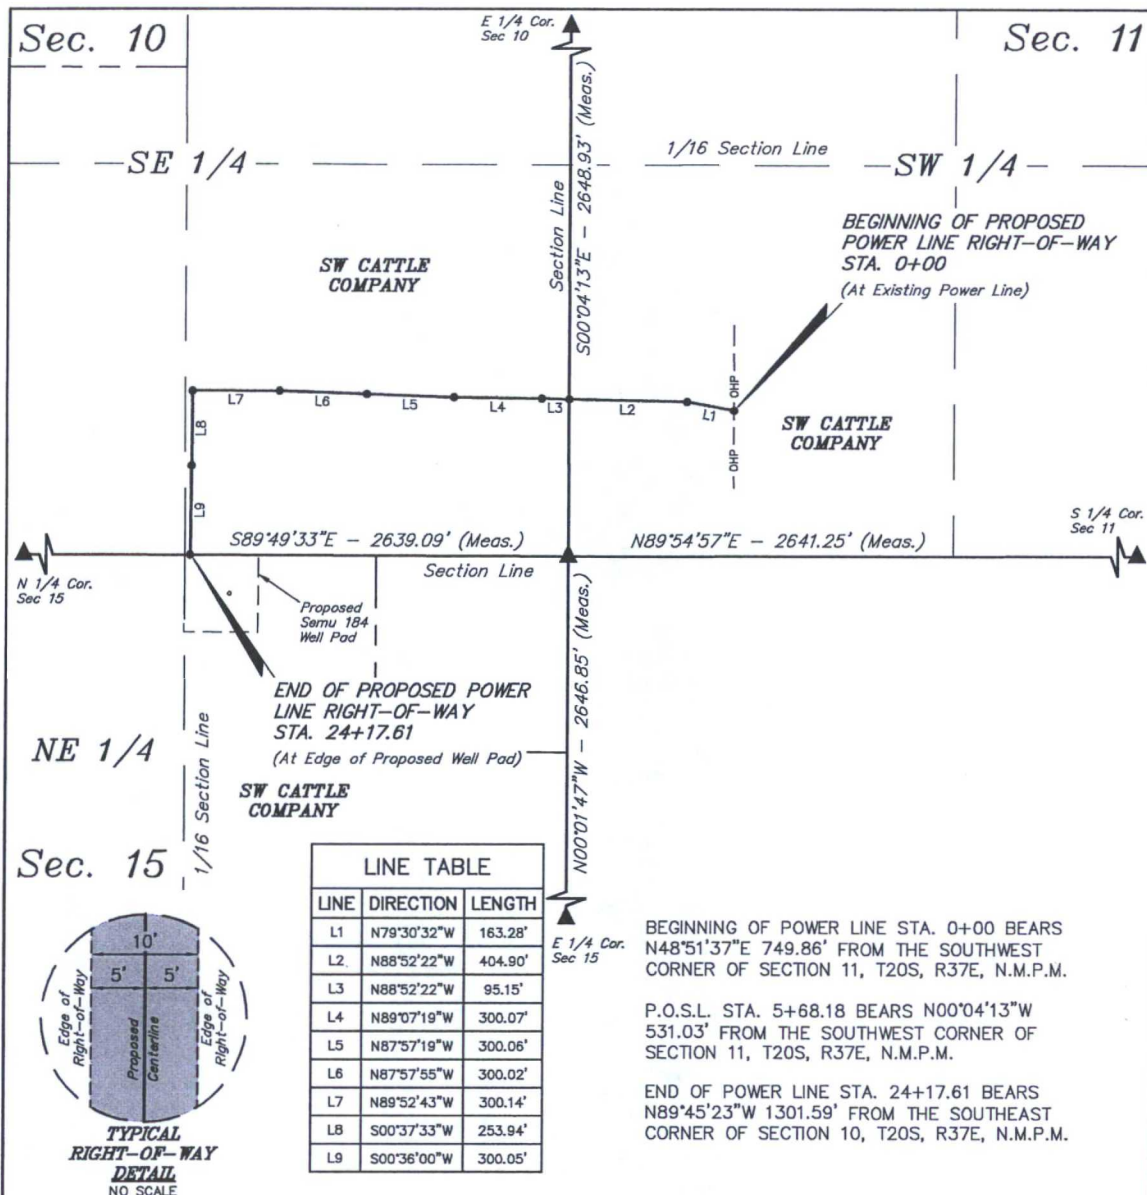 Sec. 10
E 1/4 Cor.
Sec 10
Sec. 11
SE 1/4
1/16 Section Line
SW 1/4
Section Line
S00°04'13"E - 2648.93' (Meas.)
BEGINNING OF PROPOSED
POWER LINE RIGHT-OF-WAY
STA. 0+00
(At Existing Power Line)
SW CATTLE
COMPANY
L7
L6
L5
L4
L3
L2
L1
OHP
OHP
SW CATTLE
COMPANY
L8
L9
S89°49'33"E - 2639.09' (Meas.)
N89°54'57"E - 2641.25' (Meas.)
S 1/4 Cor.
Sec 11
N 1/4 Cor.
Sec 15
Section Line
Proposed
Semu 184
Well Pad
END OF PROPOSED POWER
LINE RIGHT-OF-WAY
STA. 24+17.61
(At Edge of Proposed Well Pad)
N00°01'47"W - 2646.85' (Meas.)
NE 1/4
1/16 Section Line
SW CATTLE
COMPANY
Sec. 15
LINE TABLE
LINE DIRECTION LENGTH
L1 N79°30'32"W 163.28'
L2 N88°52'22"W 404.90'
L3 N88°52'22"W 95.15'
L4 N89°07'19"W 300.07'
L5 N87°57'19"W 300.06'
L6 N87°57'55"W 300.02'
L7 N89°52'43"W 300.14'
L8 S00°37'33"W 253.94'
L9 S00°36'00"W 300.05'
E 1/4 Cor.
Sec 15
BEGINNING OF POWER LINE STA. 0+00 BEARS
N48°51'37"E 749.86' FROM THE SOUTHWEST
CORNER OF SECTION 11, T20S, R37E, N.M.P.M.
P.O.S.L. STA. 5+68.18 BEARS N00°04'13"W
531.03' FROM THE SOUTHWEST CORNER OF
SECTION 11, T20S, R37E, N.M.P.M.
END OF POWER LINE STA. 24+17.61 BEARS
N89°45'23"W 1301.59' FROM THE SOUTHEAST
CORNER OF SECTION 10, T20S, R37E, N.M.P.M.
10'
5' 5'
Edge of
Right-of-Way
Proposed
Centerline
Edge of
Right-of-Way
TYPICAL
RIGHT-OF-WAY
DETAIL
NO SCALE